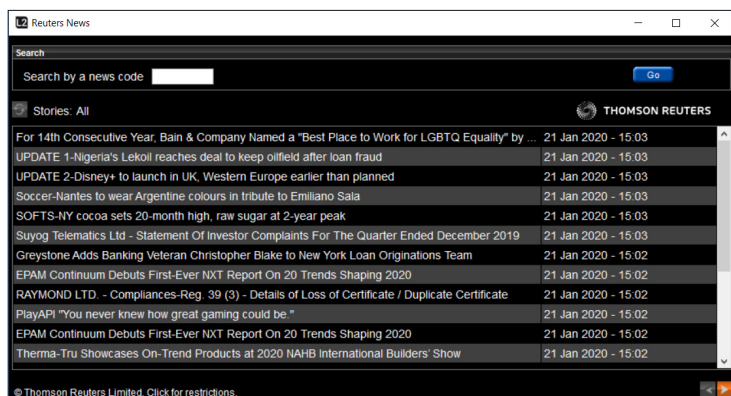 L2 Reuters News
Search
Search by a news code Go
Stories: All THOMSON REUTERS
For 14th Consecutive Year, Bain & Company Named a "Best Place to Work for LGBTQ Equality" by ... 21 Jan 2020 - 15:03
UPDATE 1-Nigeria's Lekoil reaches deal to keep oilfield after loan fraud 21 Jan 2020 - 15:03
UPDATE 2-Disney+ to launch in UK, Western Europe earlier than planned 21 Jan 2020 - 15:03
Soccer-Nantes to wear Argentine colours in tribute to Emiliano Sala 21 Jan 2020 - 15:03
SOFTS-NY cocoa sets 20-month high, raw sugar at 2-year peak 21 Jan 2020 - 15:03
Suyog Telematics Ltd - Statement Of Investor Complaints For The Quarter Ended December 2019 21 Jan 2020 - 15:03
Greystone Adds Banking Veteran Christopher Blake to New York Loan Originations Team 21 Jan 2020 - 15:02
EPAM Continuum Debuts First-Ever NXT Report On 20 Trends Shaping 2020 21 Jan 2020 - 15:02
RAYMOND LTD. - Compliances-Reg. 39 (3) - Details of Loss of Certificate / Duplicate Certificate 21 Jan 2020 - 15:02
PlayAPI "You never knew how great gaming could be." 21 Jan 2020 - 15:02
EPAM Continuum Debuts First-Ever NXT Report On 20 Trends Shaping 2020 21 Jan 2020 - 15:02
Therma-Tru Showcases On-Trend Products at 2020 NAHB International Builders' Show 21 Jan 2020 - 15:02
© Thomson Reuters Limited. Click for restrictions.